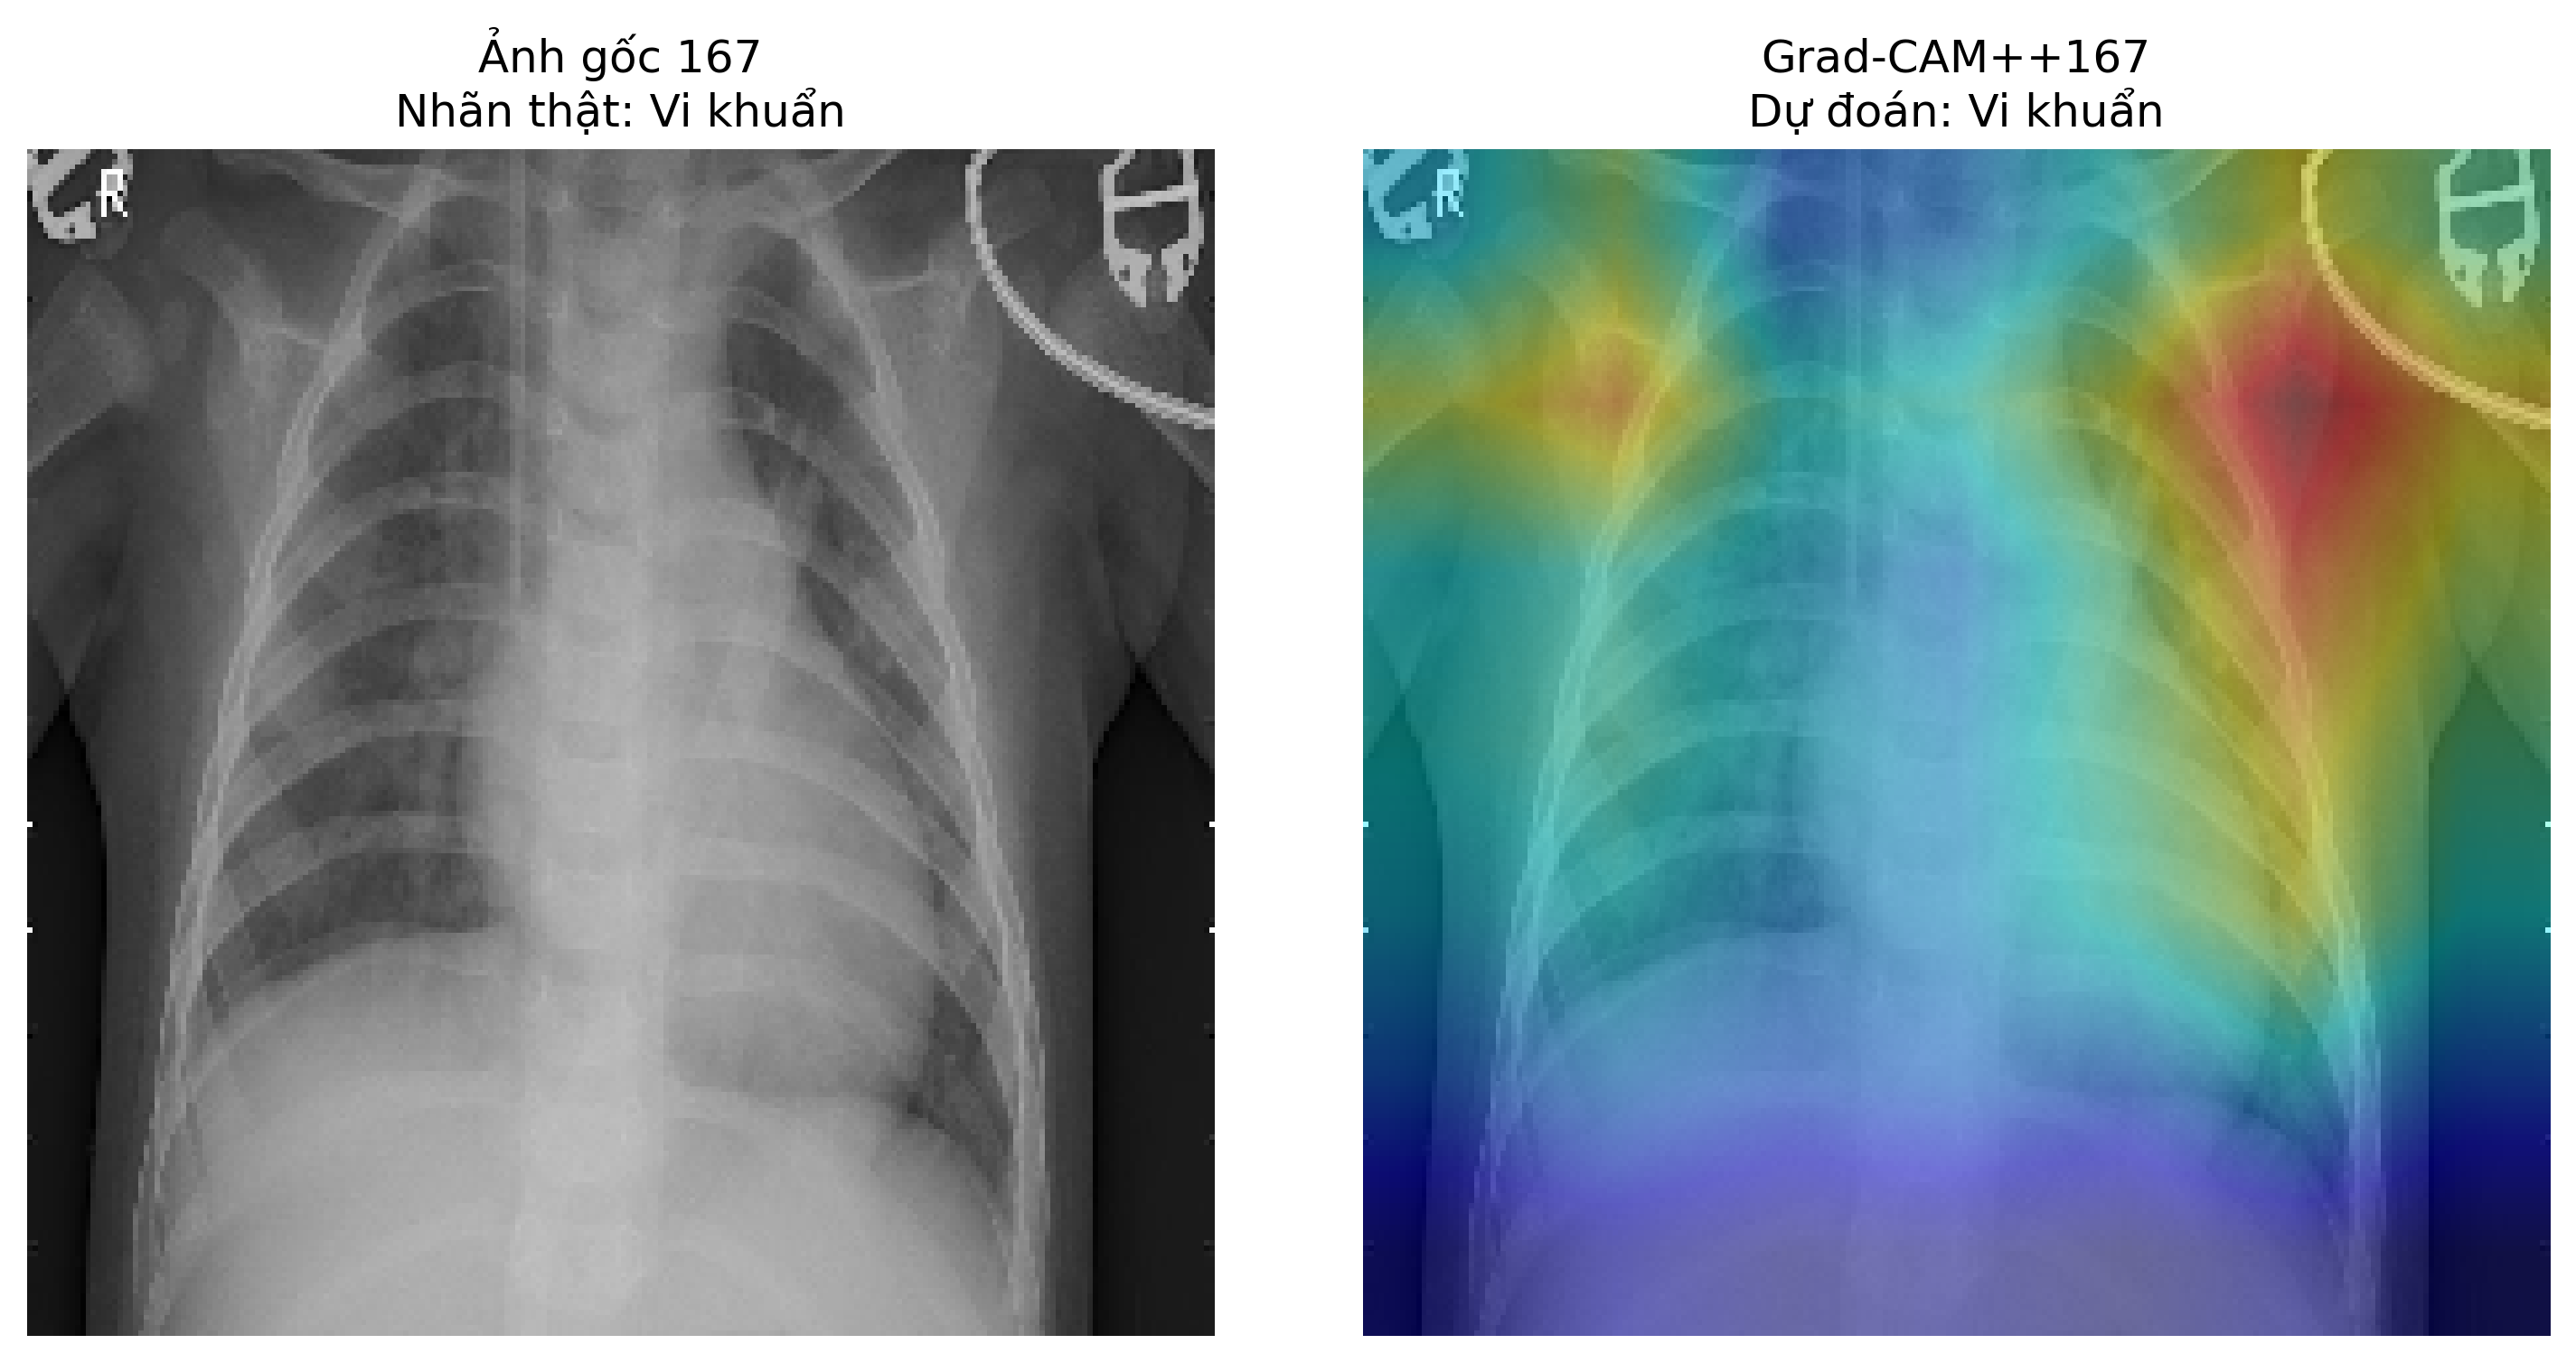 Ảnh gốc 167
Nhãn thật: Vi khuẩn
Grad-CAM++167
Dự đoán: Vi khuẩn
R
R